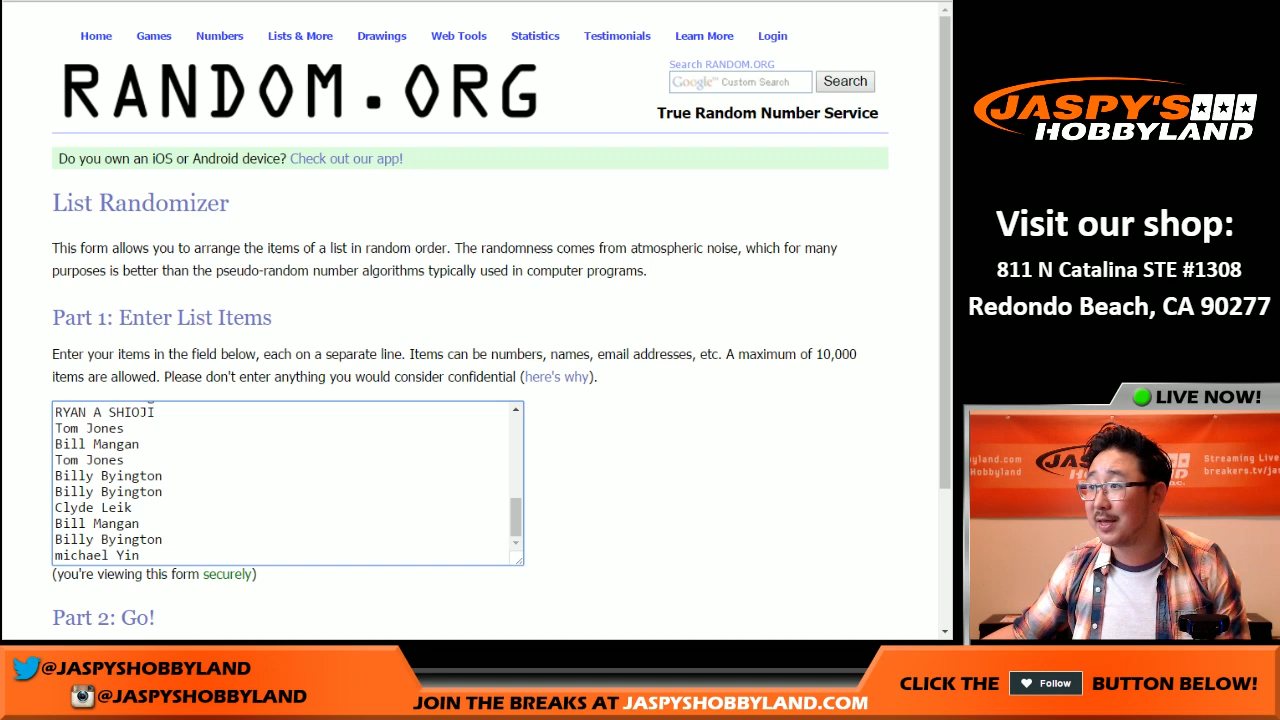 Home Games Numbers Lists & More Drawings Web Tools Statistics Testimonials Learn More Login
RANDOM.ORG
Search RANDOM.ORG
Google™ Custom Search Search
True Random Number Service
Do you own an iOS or Android device? Check out our app!
List Randomizer
This form allows you to arrange the items of a list in random order. The randomness comes from atmospheric noise, which for many
purposes is better than the pseudo-random number algorithms typically used in computer programs.
Part 1: Enter List Items
Enter your items in the field below, each on a separate line. Items can be numbers, names, email addresses, etc. A maximum of 10,000
items are allowed. Please don't enter anything you would consider confidential (here's why).
RYAN A SHIOJI
Tom Jones
Bill Mangan
Tom Jones
Billy Byington
Billy Byington
Clyde Leik
Bill Mangan
Billy Byington
michael Yin
(you're viewing this form securely)
Part 2: Go!
JASPY'S
HOBBYLAND
Visit our shop:
811 N Catalina STE #1308
Redondo Beach, CA 90277
LIVE NOW!
land.com
Hobbyland
Streaming Live
breakers.tv/ja
@JASPYSHOBBYLAND
@JASPYSHOBBYLAND
JOIN THE BREAKS AT JASPYSHOBBYLAND.COM
CLICK THE Follow BUTTON BELOW!